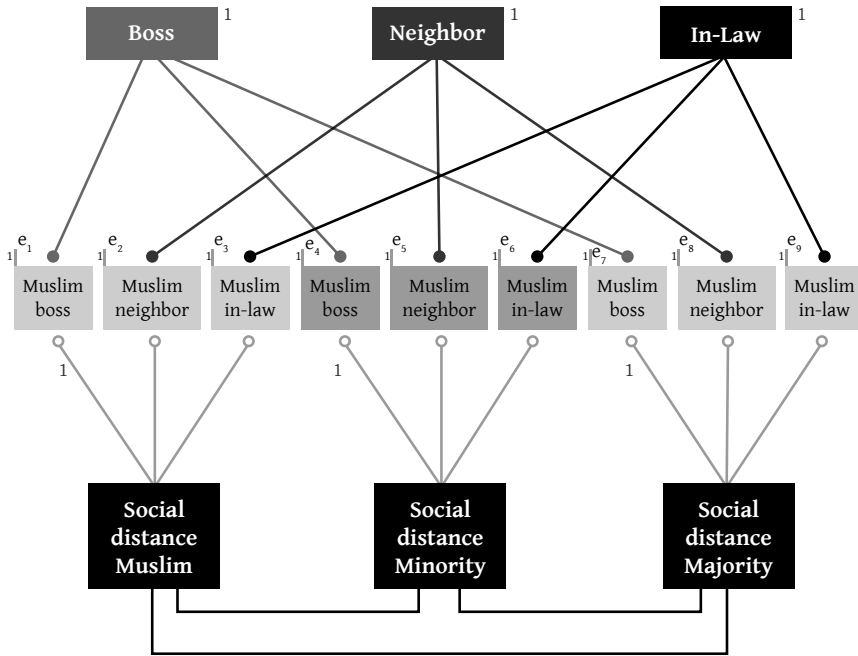 Boss
1
Neighbor
1
In-Law
1
1 e1
1 e2
1 e3
1 e4
1 e5
1 e6
1 e7
1 e8
1 e9
Muslim
boss
Muslim
neighbor
Muslim
in-law
Muslim
boss
Muslim
neighbor
Muslim
in-law
Muslim
boss
Muslim
neighbor
Muslim
in-law
1
1
1
Social
distance
Muslim
Social
distance
Minority
Social
distance
Majority